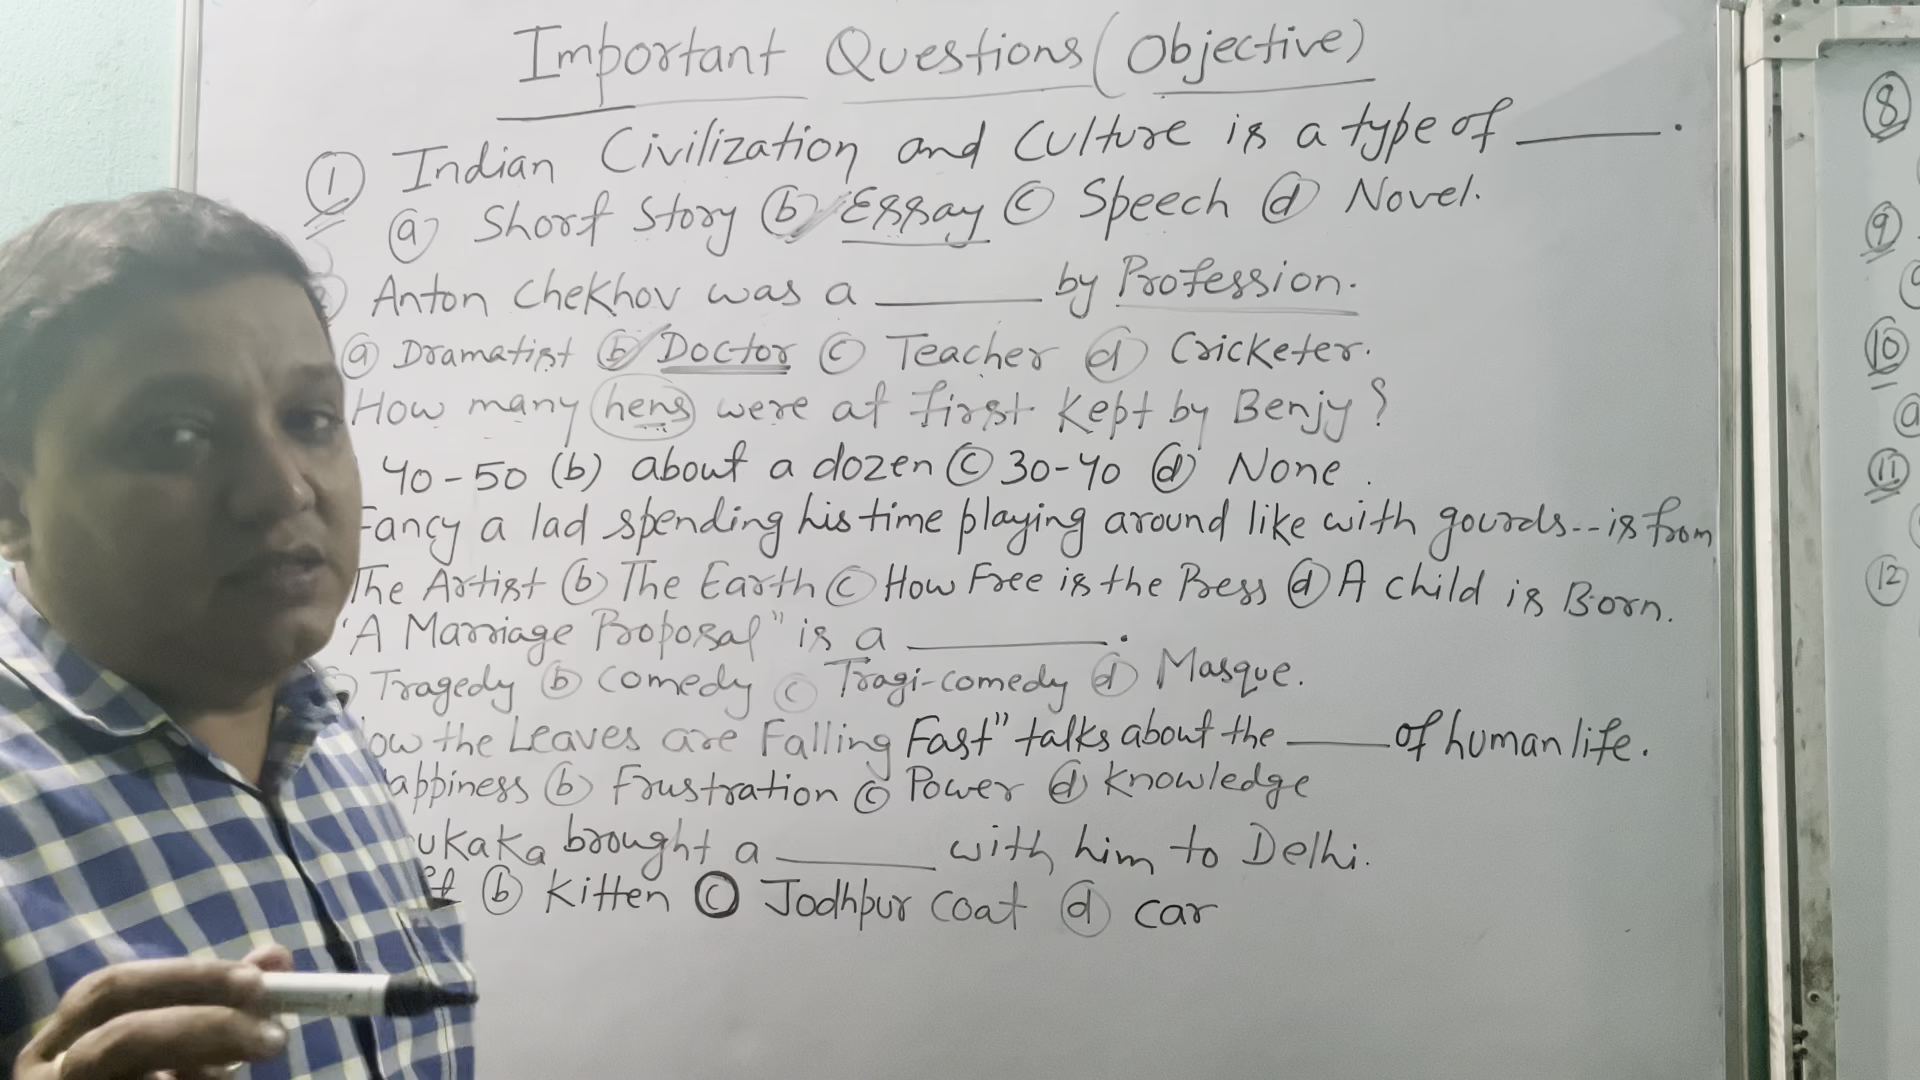 Important Questions (Objective)
① Indian Civilization and Culture is a type of ______.
ⓐ Short Story ⓑ Essay ⓒ Speech ⓓ Novel.
Anton Chekhov was a ______ by Profession.
ⓐ Dramatist ⓑ Doctor ⓒ Teacher ⓓ Cricketer.
How many hens were at first kept by Benjy?
40-50 (b) about a dozen ⓒ 30-40 ⓓ None.
Fancy a lad spending his time playing around like with gourds-- is from
The Artist ⓑ The Earth ⓒ How Free is the Press ⓓ A child is Born.
"A Marriage Proposal" is a ______.
Tragedy ⓑ Comedy ⓒ Tragi-comedy ⓓ Masque.
the Leaves are Falling Fast" talks about the ______ of human life.
ⓑ Frustration ⓒ Power ⓓ Knowledge
brought a ______ with him to Delhi.
ⓑ Kitten ⓒ Jodhpur coat ⓓ car
⑧
⑨
⑩
⑪
⑫